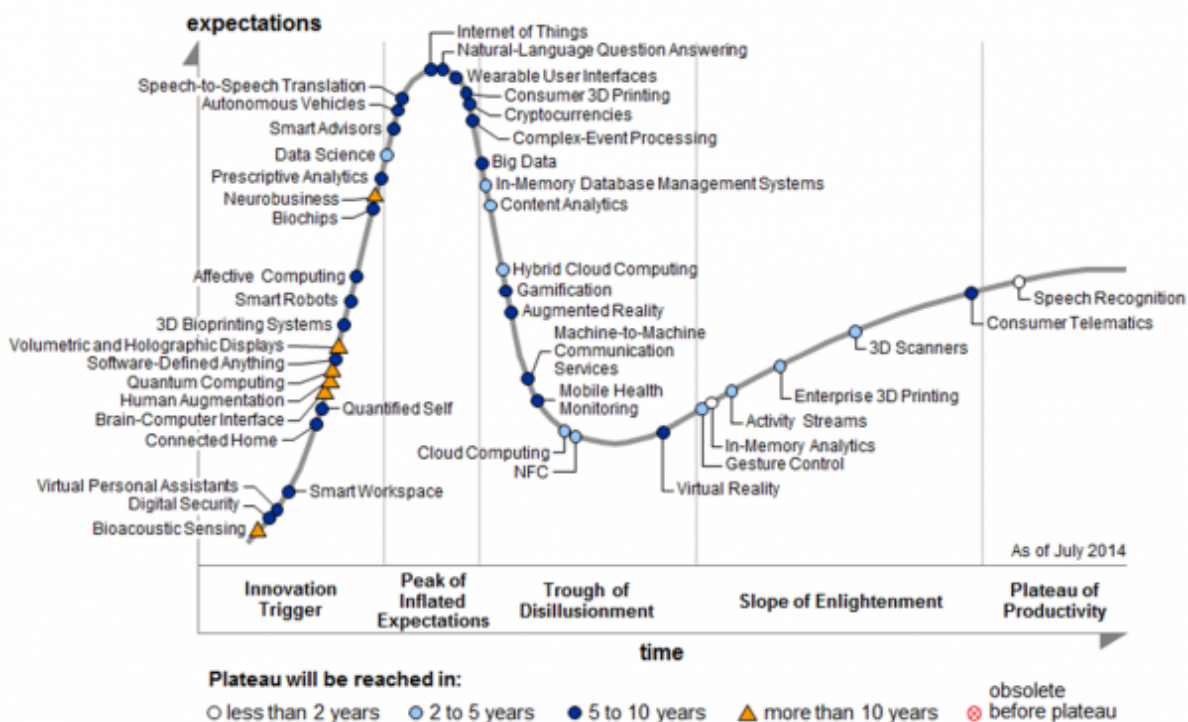 expectations
Internet of Things
Natural-Language Question Answering
Wearable User Interfaces
Speech-to-Speech Translation
Consumer 3D Printing
Autonomous Vehicles
Cryptocurrencies
Smart Advisors
Complex-Event Processing
Data Science
Big Data
Prescriptive Analytics
In-Memory Database Management Systems
Neurobusiness
Content Analytics
Biochips
Hybrid Cloud Computing
Affective Computing
Gamification
Smart Robots
Augmented Reality
Speech Recognition
3D Bioprinting Systems
Consumer Telematics
Machine-to-Machine
Communication
Services
Volumetric and Holographic Displays
3D Scanners
Software-Defined Anything
Quantum Computing
Mobile Health
Monitoring
Human Augmentation
Enterprise 3D Printing
Brain-Computer Interface
Quantified Self
Activity Streams
Connected Home
In-Memory Analytics
Cloud Computing
Gesture Control
NFC
Virtual Personal Assistants
Smart Workspace
Virtual Reality
Digital Security
Bioacoustic Sensing
As of July 2014
Innovation
Trigger
Peak of
Inflated
Expectations
Trough of
Disillusionment
Slope of Enlightenment
Plateau of
Productivity
time
Plateau will be reached in:
less than 2 years
2 to 5 years
5 to 10 years
more than 10 years
obsolete
before plateau